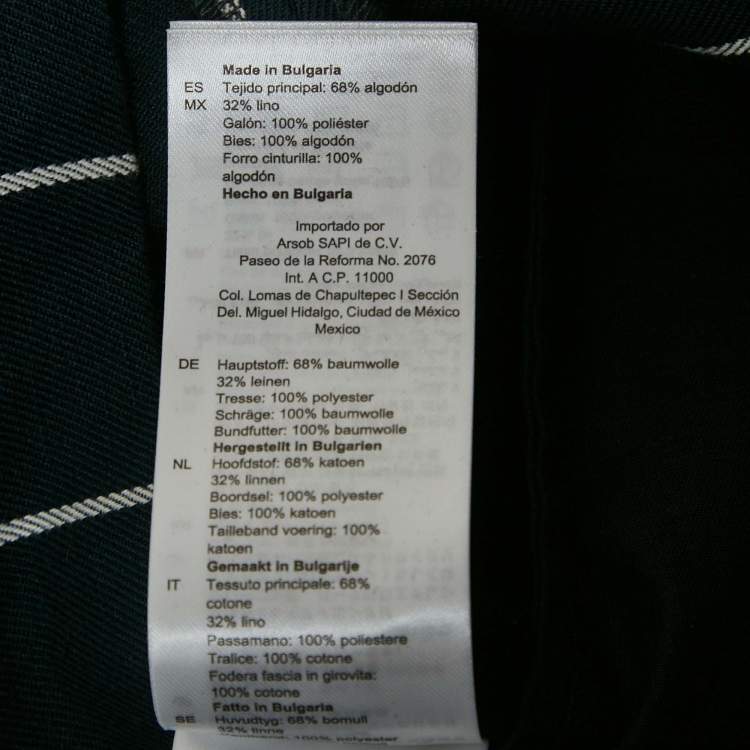 Made in Bulgaria
ES Tejido principal: 68% algodón
MX 32% lino
Galón: 100% poliéster
Bies: 100% algodón
Forro cinturilla: 100%
algodón
Hecho en Bulgaria
Importado por
Arsob SAPI de C.V.
Paseo de la Reforma No. 2076
Int. A C.P. 11000
Col. Lomas de Chapultepec I Sección
Del. Miguel Hidalgo, Ciudad de México
Mexico
DE Hauptstoff: 68% baumwolle
32% leinen
Tresse: 100% polyester
Schräge: 100% baumwolle
Bundfutter: 100% baumwolle
Hergestellt in Bulgarien
NL Hoofdstof: 68% katoen
32% linnen
Boordsel: 100% polyester
Bies: 100% katoen
Tailleband voering: 100%
katoen
Gemaakt in Bulgarije
IT Tessuto principale: 68%
cotone
32% lino
Passamano: 100% poliestere
Tralice: 100% cotone
Fodera fascia in girovita:
100% cotone
Fatto in Bulgaria
SE Huvudtyg: 68% bomull
32% linne
100% polyester